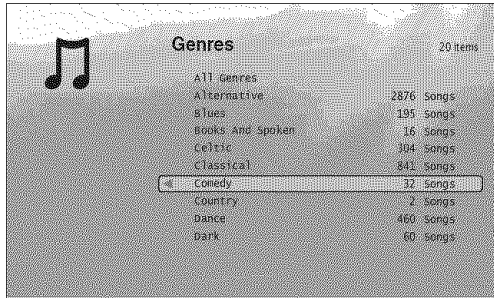 Genres
20 items
All Genres
Alternative 2876 Songs
Blues 195 Songs
Books And Spoken 16 Songs
Celtic 304 Songs
Classical 841 Songs
Comedy 32 Songs
Country 2 Songs
Dance 460 Songs
Dark 60 Songs